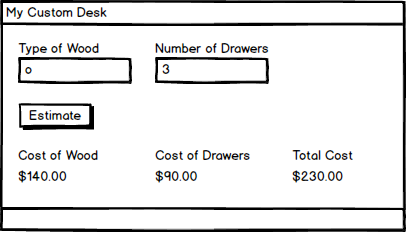 My Custom Desk
Type of Wood Number of Drawers
o 3
Estimate
Cost of Wood Cost of Drawers Total Cost
$140.00 $90.00 $230.00